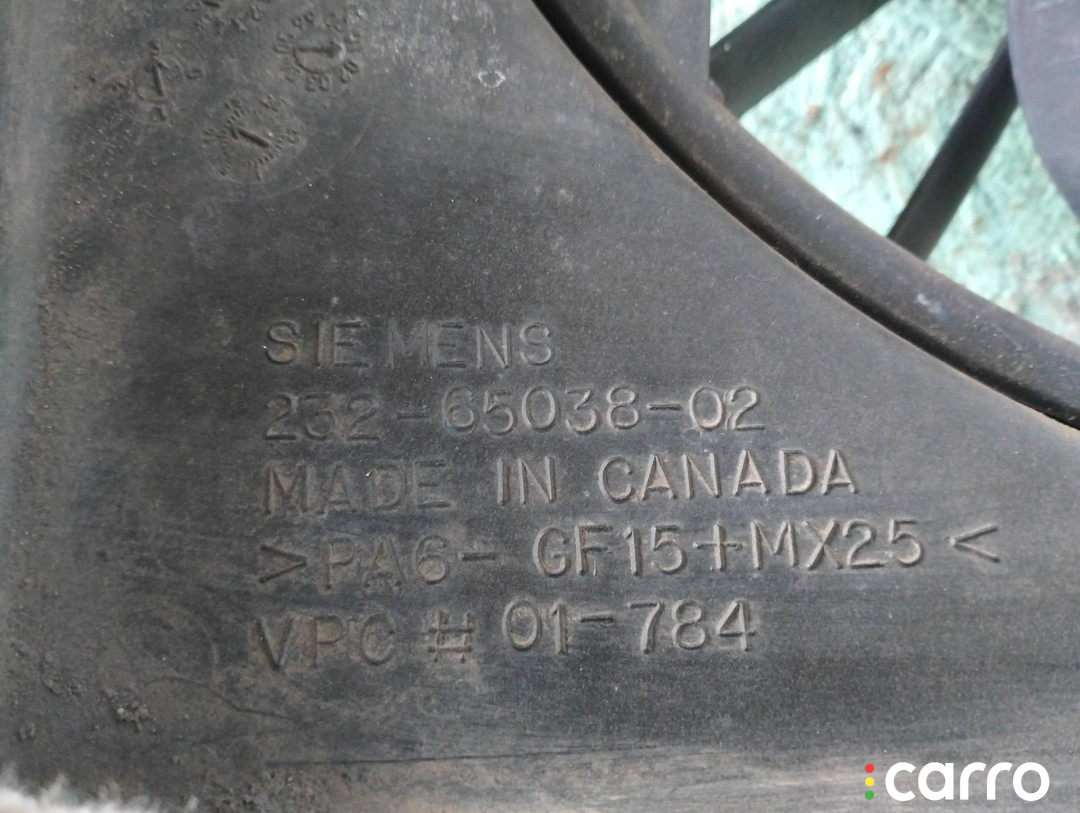 SIEMENS
232-65038-02
MADE IN CANADA
>PA6-GF15+MX25<
VPC # 01-784
carro